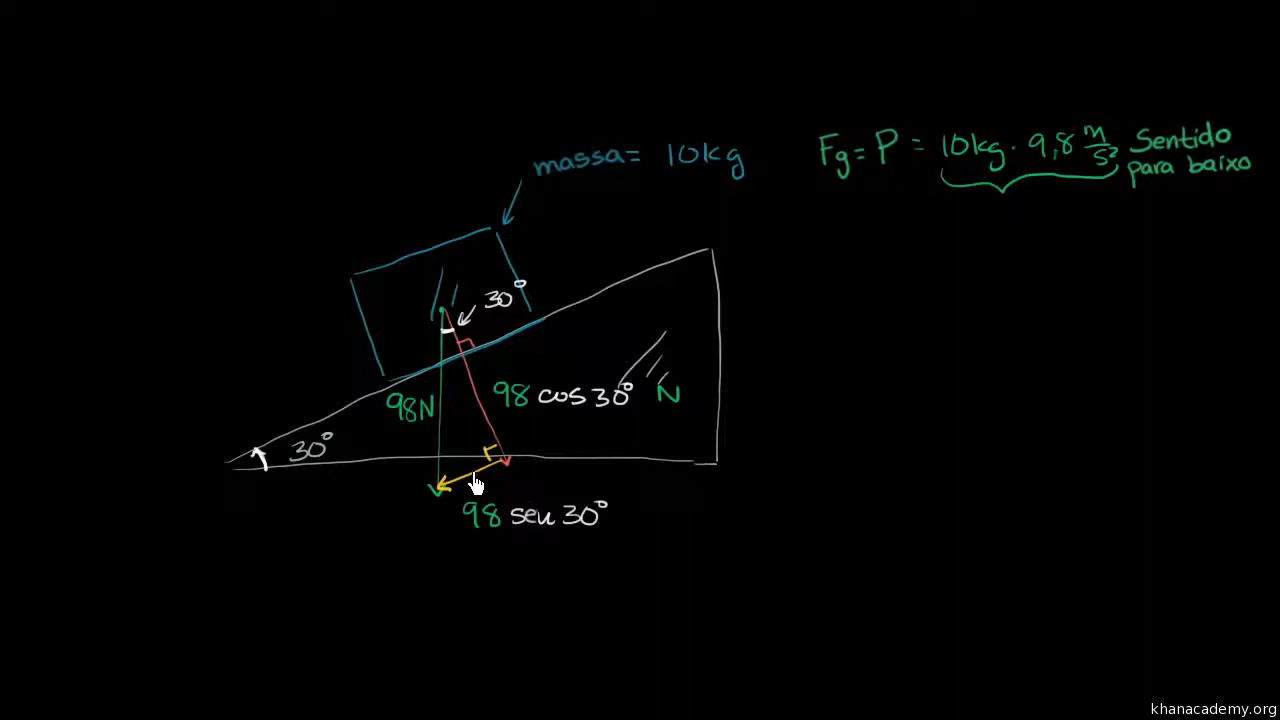 massa= 10kg
Fg = P = 10kg · 9,8 m/s² Sentido
para baixo
30°
98N
98 cos 30° N
30°
98 sen 30°
khanacademy.org